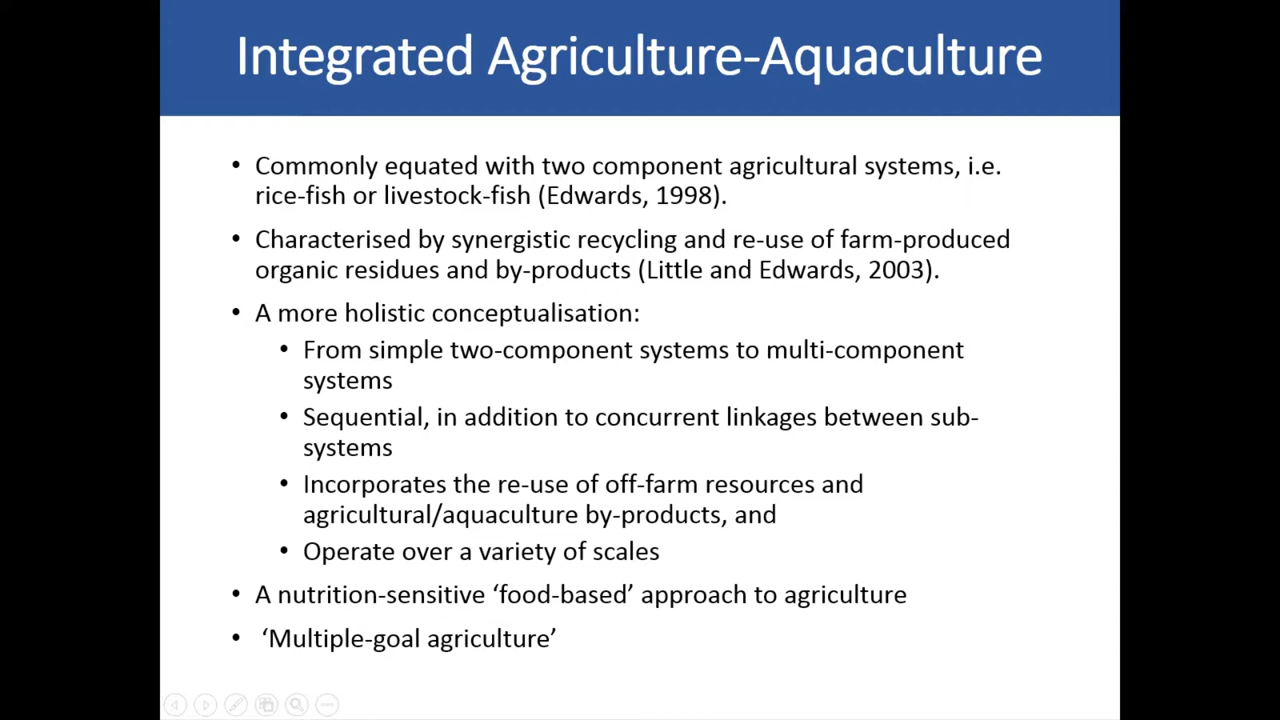 Integrated Agriculture-Aquaculture
• Commonly equated with two component agricultural systems, i.e.
rice-fish or livestock-fish (Edwards, 1998).
• Characterised by synergistic recycling and re-use of farm-produced
organic residues and by-products (Little and Edwards, 2003).
• A more holistic conceptualisation:
• From simple two-component systems to multi-component
systems
• Sequential, in addition to concurrent linkages between sub-
systems
• Incorporates the re-use of off-farm resources and
agricultural/aquaculture by-products, and
• Operate over a variety of scales
• A nutrition-sensitive ‘food-based’ approach to agriculture
• ‘Multiple-goal agriculture’